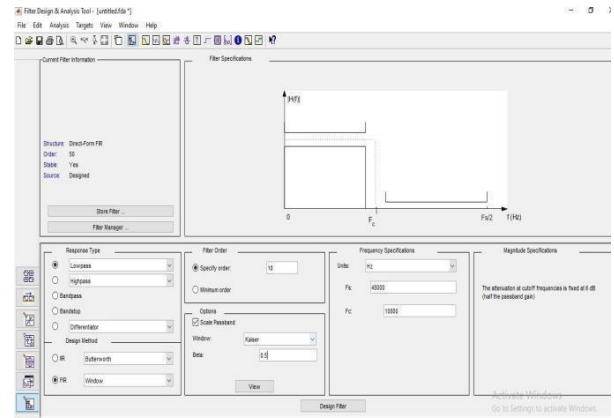 Filter Design & Analysis Tool - [untitled.fda *]
File Edit Analysis Targets View Window Help
Current Filter Information
Structure: Direct-Form FIR
Order: 50
Stable: Yes
Source: Designed
Store Filter ...
Filter Manager ...
Filter Specifications
|H(f)|
0
Fc
Fs/2
f (Hz)
Response Type
Lowpass
Highpass
Bandpass
Bandstop
Differentiator
Design Method
IIR Butterworth
FIR Window
Filter Order
Specify order: 10
Minimum order
Options
Scale Passband
Window: Kaiser
Beta: 0.5
View
Frequency Specifications
Units: Hz
Fs: 48000
Fc: 10800
Magnitude Specifications
The attenuation at cutoff frequencies is fixed at 6 dB
(half the passband gain)
Design Filter
Activate Windows
Go to Settings to activate Windows.